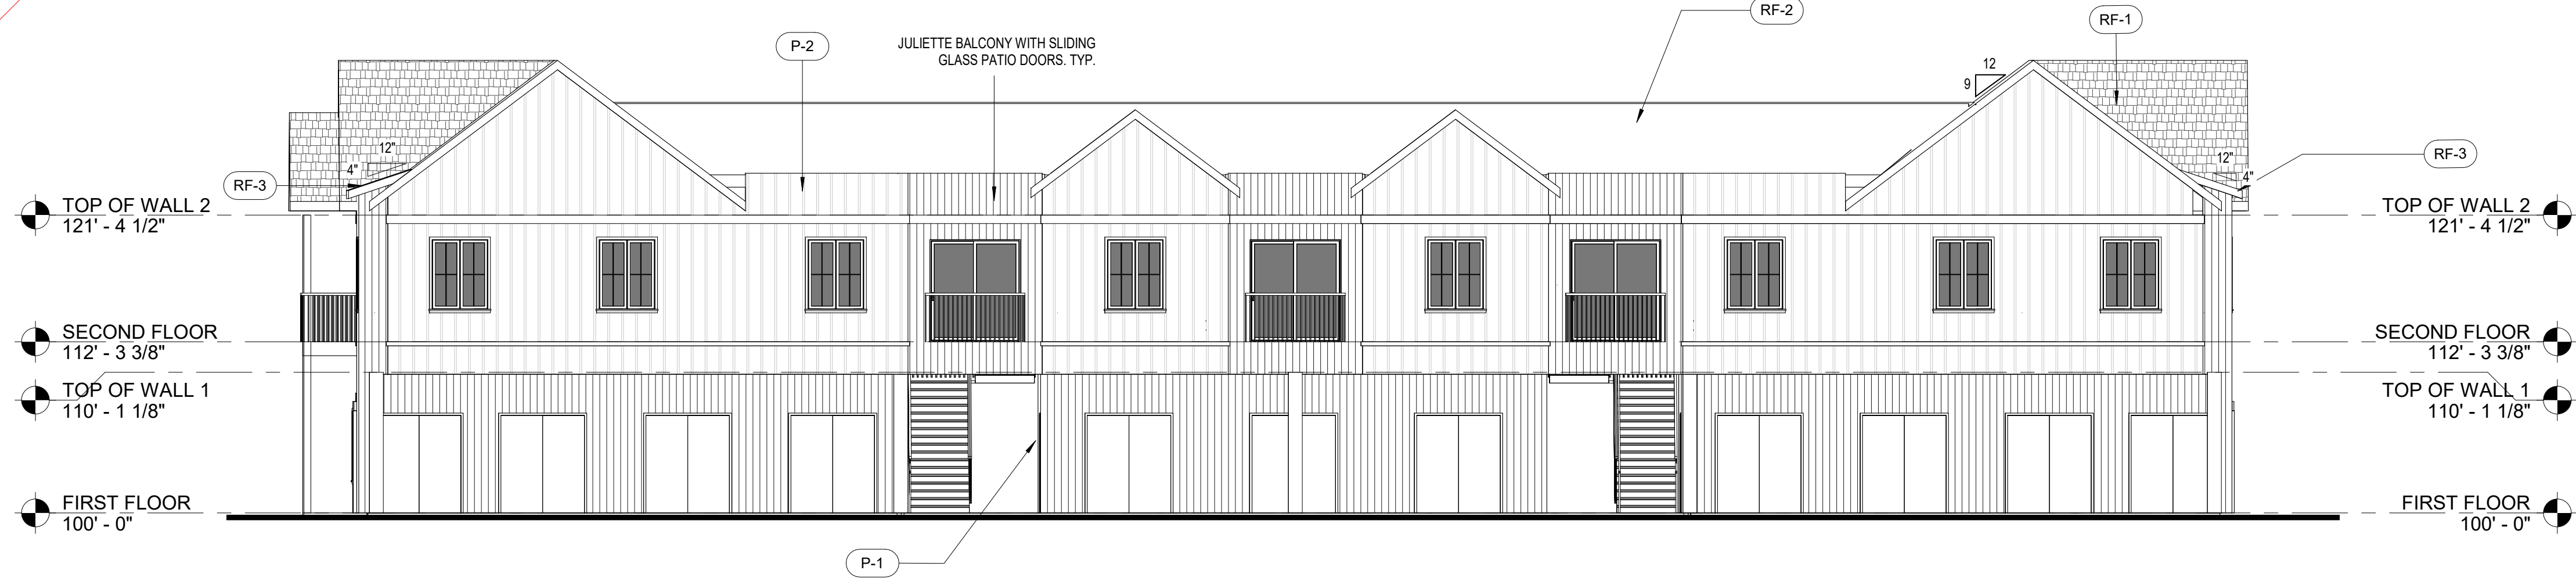 RF-2
RF-1
P-2
JULIETTE BALCONY WITH SLIDING
GLASS PATIO DOORS. TYP.
12
9
12"
4"
12"
4"
RF-3
RF-3
TOP OF WALL 2
121' - 4 1/2"
TOP OF WALL 2
121' - 4 1/2"
SECOND FLOOR
112' - 3 3/8"
SECOND FLOOR
112' - 3 3/8"
TOP OF WALL 1
110' - 1 1/8"
TOP OF WALL 1
110' - 1 1/8"
FIRST FLOOR
100' - 0"
FIRST FLOOR
100' - 0"
P-1